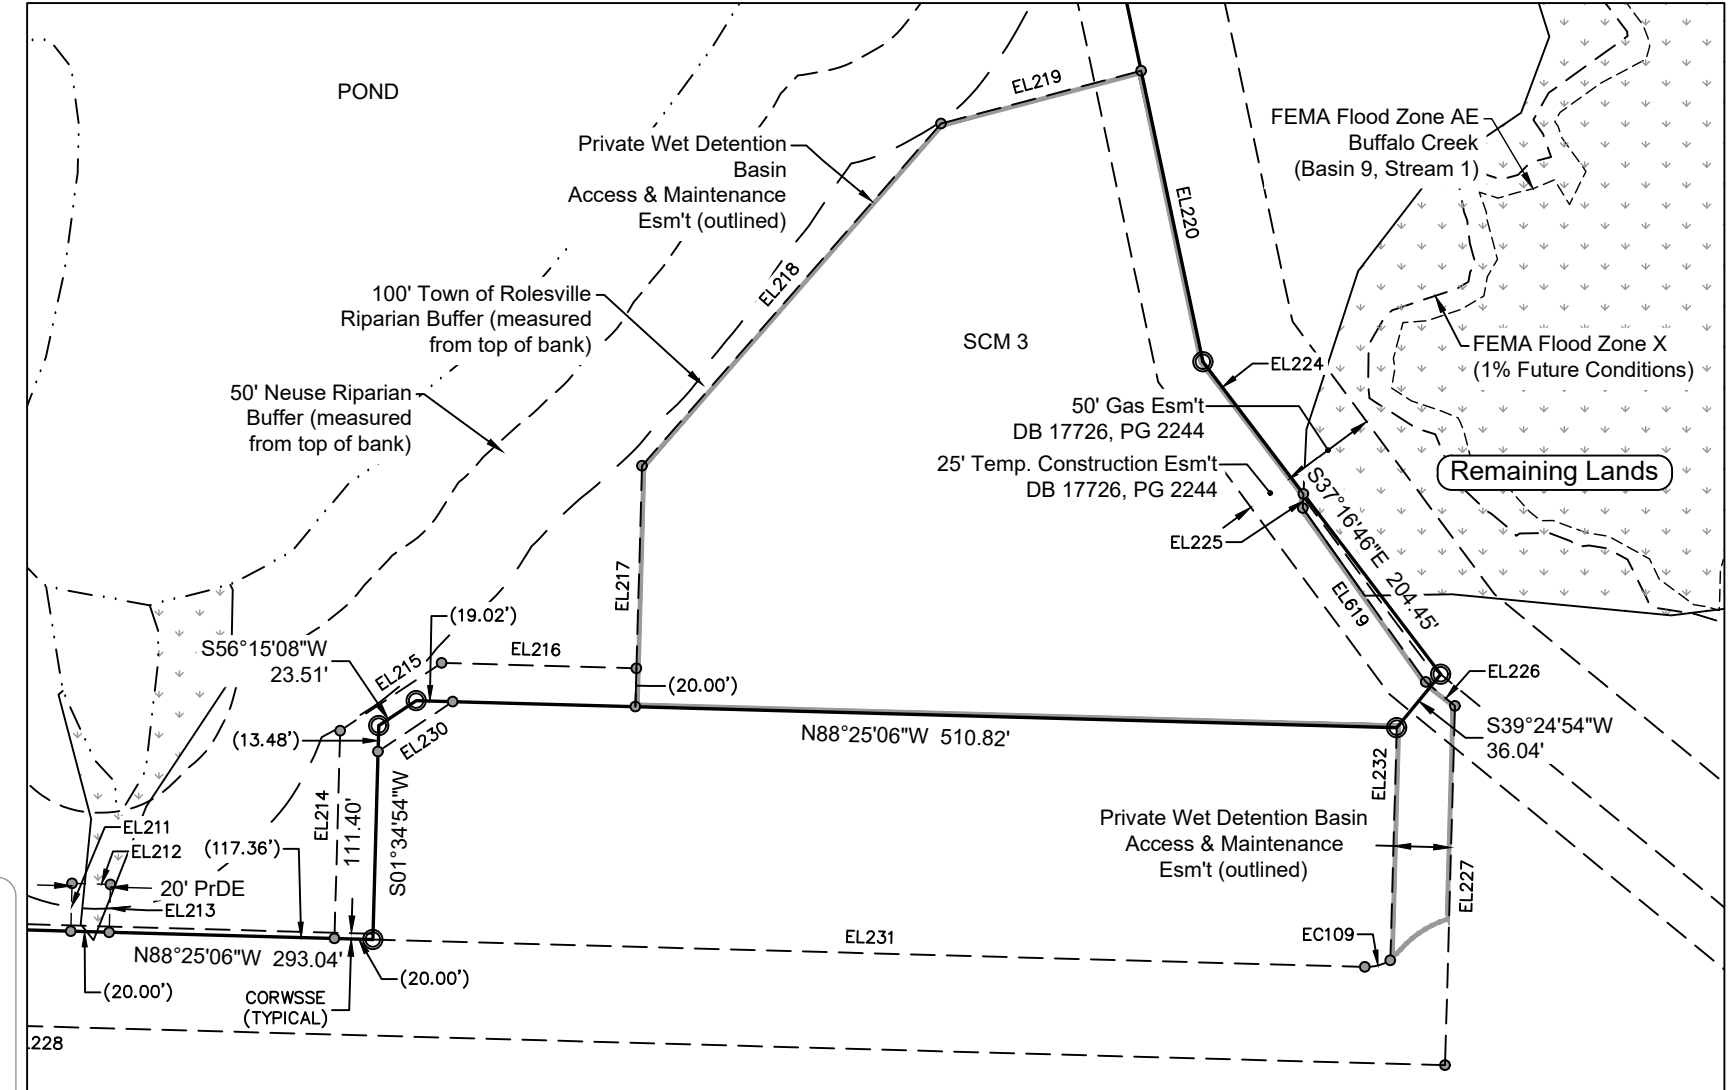 POND
EL219
Private Wet Detention
Basin
Access & Maintenance
Esm't (outlined)
FEMA Flood Zone AE
Buffalo Creek
(Basin 9, Stream 1)
EL220
EL218
100' Town of Rolesville
Riparian Buffer (measured
from top of bank)
SCM 3
FEMA Flood Zone X
(1% Future Conditions)
EL224
50' Neuse Riparian
Buffer (measured
from top of bank)
50' Gas Esm't
DB 17726, PG 2244
25' Temp. Construction Esm't
DB 17726, PG 2244
Remaining Lands
S37°16'46"E 204.45'
EL225
EL217
EL619
(19.02')
S56°15'08"W
23.51'
EL215
EL216
(20.00')
EL226
S39°24'54"W
36.04'
(13.48')
EL230
N88°25'06"W 510.82'
EL232
EL214
111.40'
S01°34'54"W
Private Wet Detention Basin
Access & Maintenance
Esm't (outlined)
EL227
EL211
EL212
(117.36')
20' PrDE
EL213
N88°25'06"W 293.04'
EL231
EC109
(20.00')
(20.00')
CORWSSE
(TYPICAL)
.228